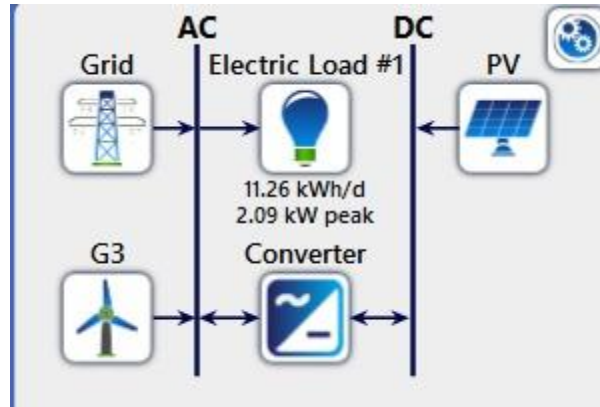 AC DC
Grid Electric Load #1 PV
11.26 kWh/d
2.09 kW peak
G3 Converter